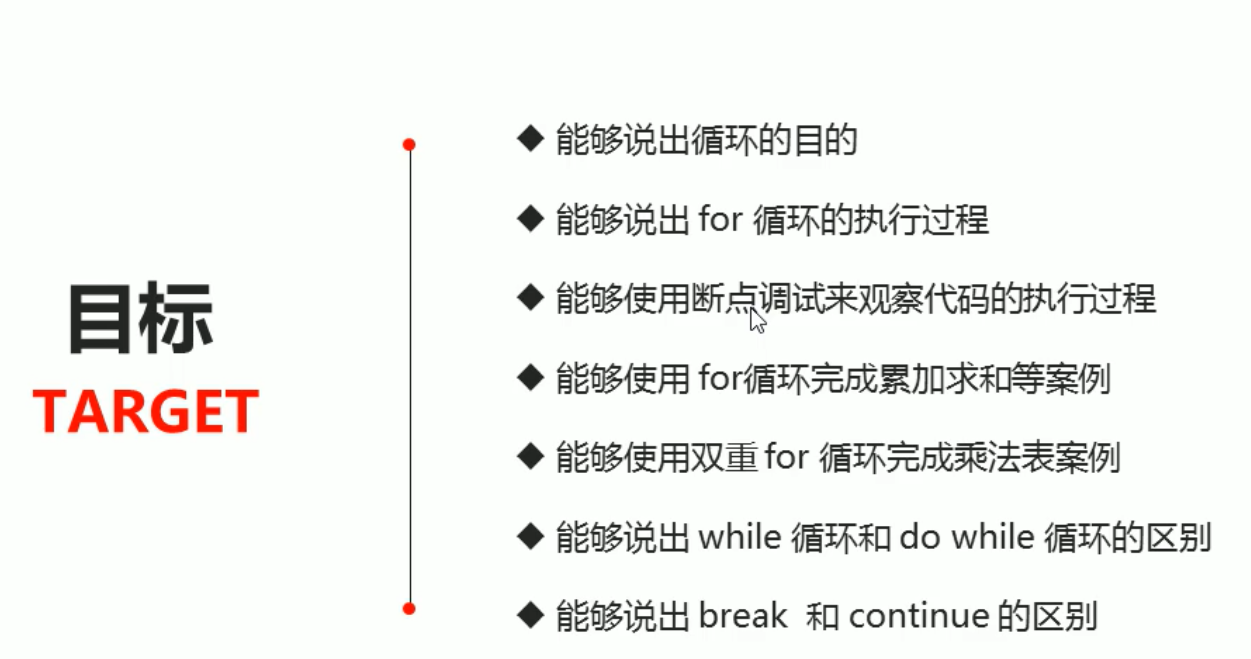 目标
TARGET
◆ 能够说出循环的目的
◆ 能够说出 for 循环的执行过程
◆ 能够使用断点调试来观察代码的执行过程
◆ 能够使用 for循环完成累加求和等案例
◆ 能够使用双重 for 循环完成乘法表案例
◆ 能够说出 while 循环和 do while 循环的区别
◆ 能够说出 break 和 continue 的区别